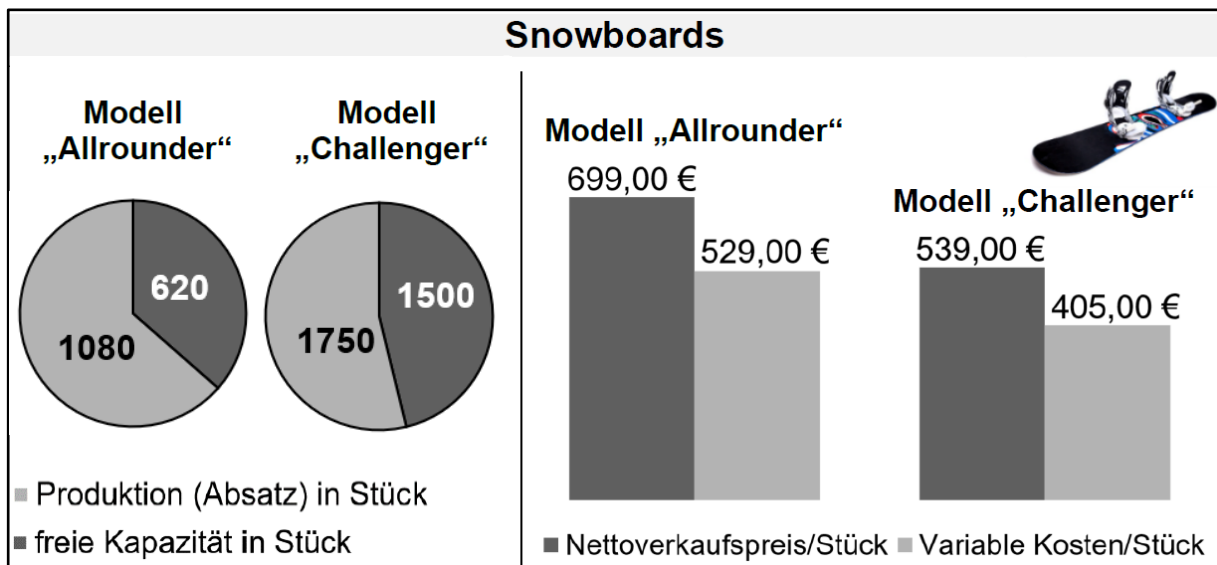 Snowboards
Modell
„Allrounder“
Modell
„Challenger“
620
1080
1500
1750
Produktion (Absatz) in Stück
freie Kapazität in Stück
Modell „Allrounder“
699,00 €
529,00 €
Modell „Challenger“
539,00 €
405,00 €
Nettoverkaufspreis/Stück
Variable Kosten/Stück